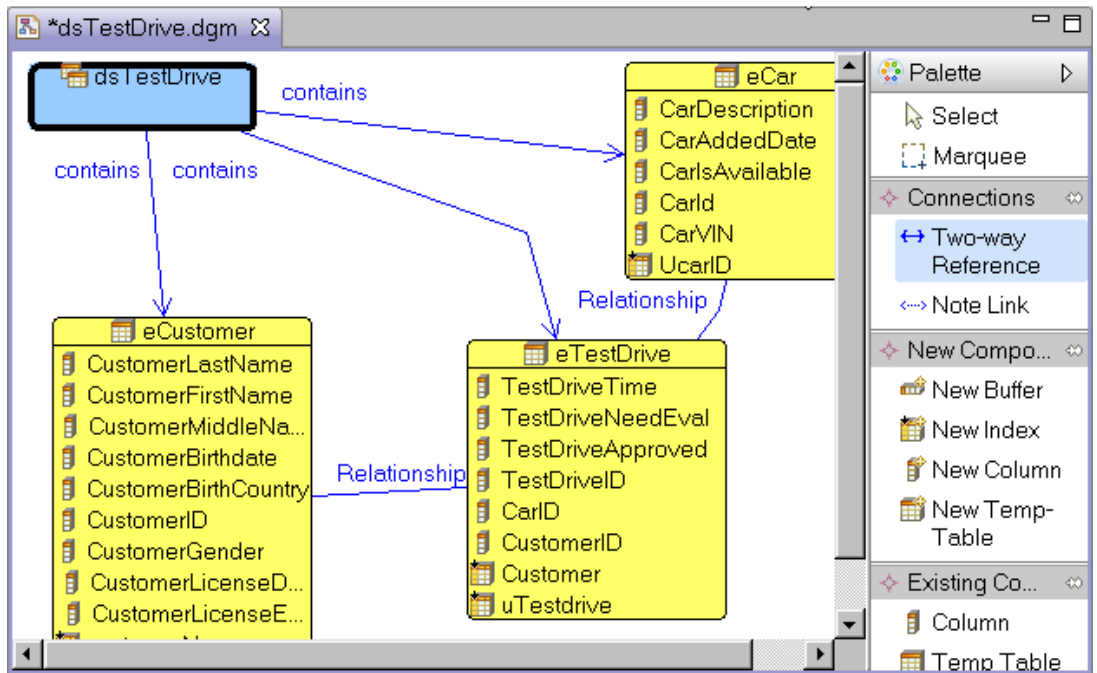 *dsTestDrive.dgm
dsTestDrive
contains
contains
contains
eCar
CarDescription
CarAddedDate
CarIsAvailable
CarId
CarVIN
UcarID
Relationship
eCustomer
CustomerLastName
CustomerFirstName
CustomerMiddleNa...
CustomerBirthdate
CustomerBirthCountry
CustomerID
CustomerGender
CustomerLicenseD...
CustomerLicenseE...
Relationship
eTestDrive
TestDriveTime
TestDriveNeedEval
TestDriveApproved
TestDriveID
CarID
CustomerID
Customer
uTestdrive
Palette
Select
Marquee
Connections
Two-way
Reference
Note Link
New Compo...
New Buffer
New Index
New Column
New Temp-
Table
Existing Co...
Column
Temp Table